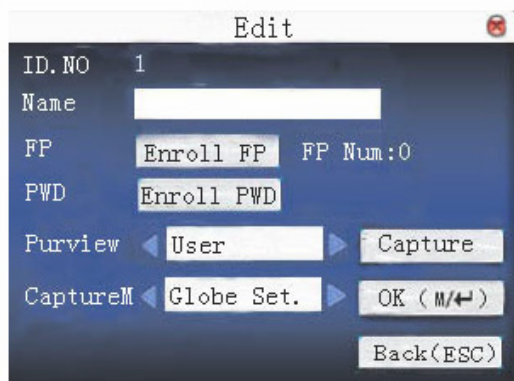 Edit
ID.NO 1
Name
FP Enroll FP FP Num:0
PWD Enroll PWD
Purview User Capture
CaptureM Globe Set. OK (M/↵)
Back(ESC)